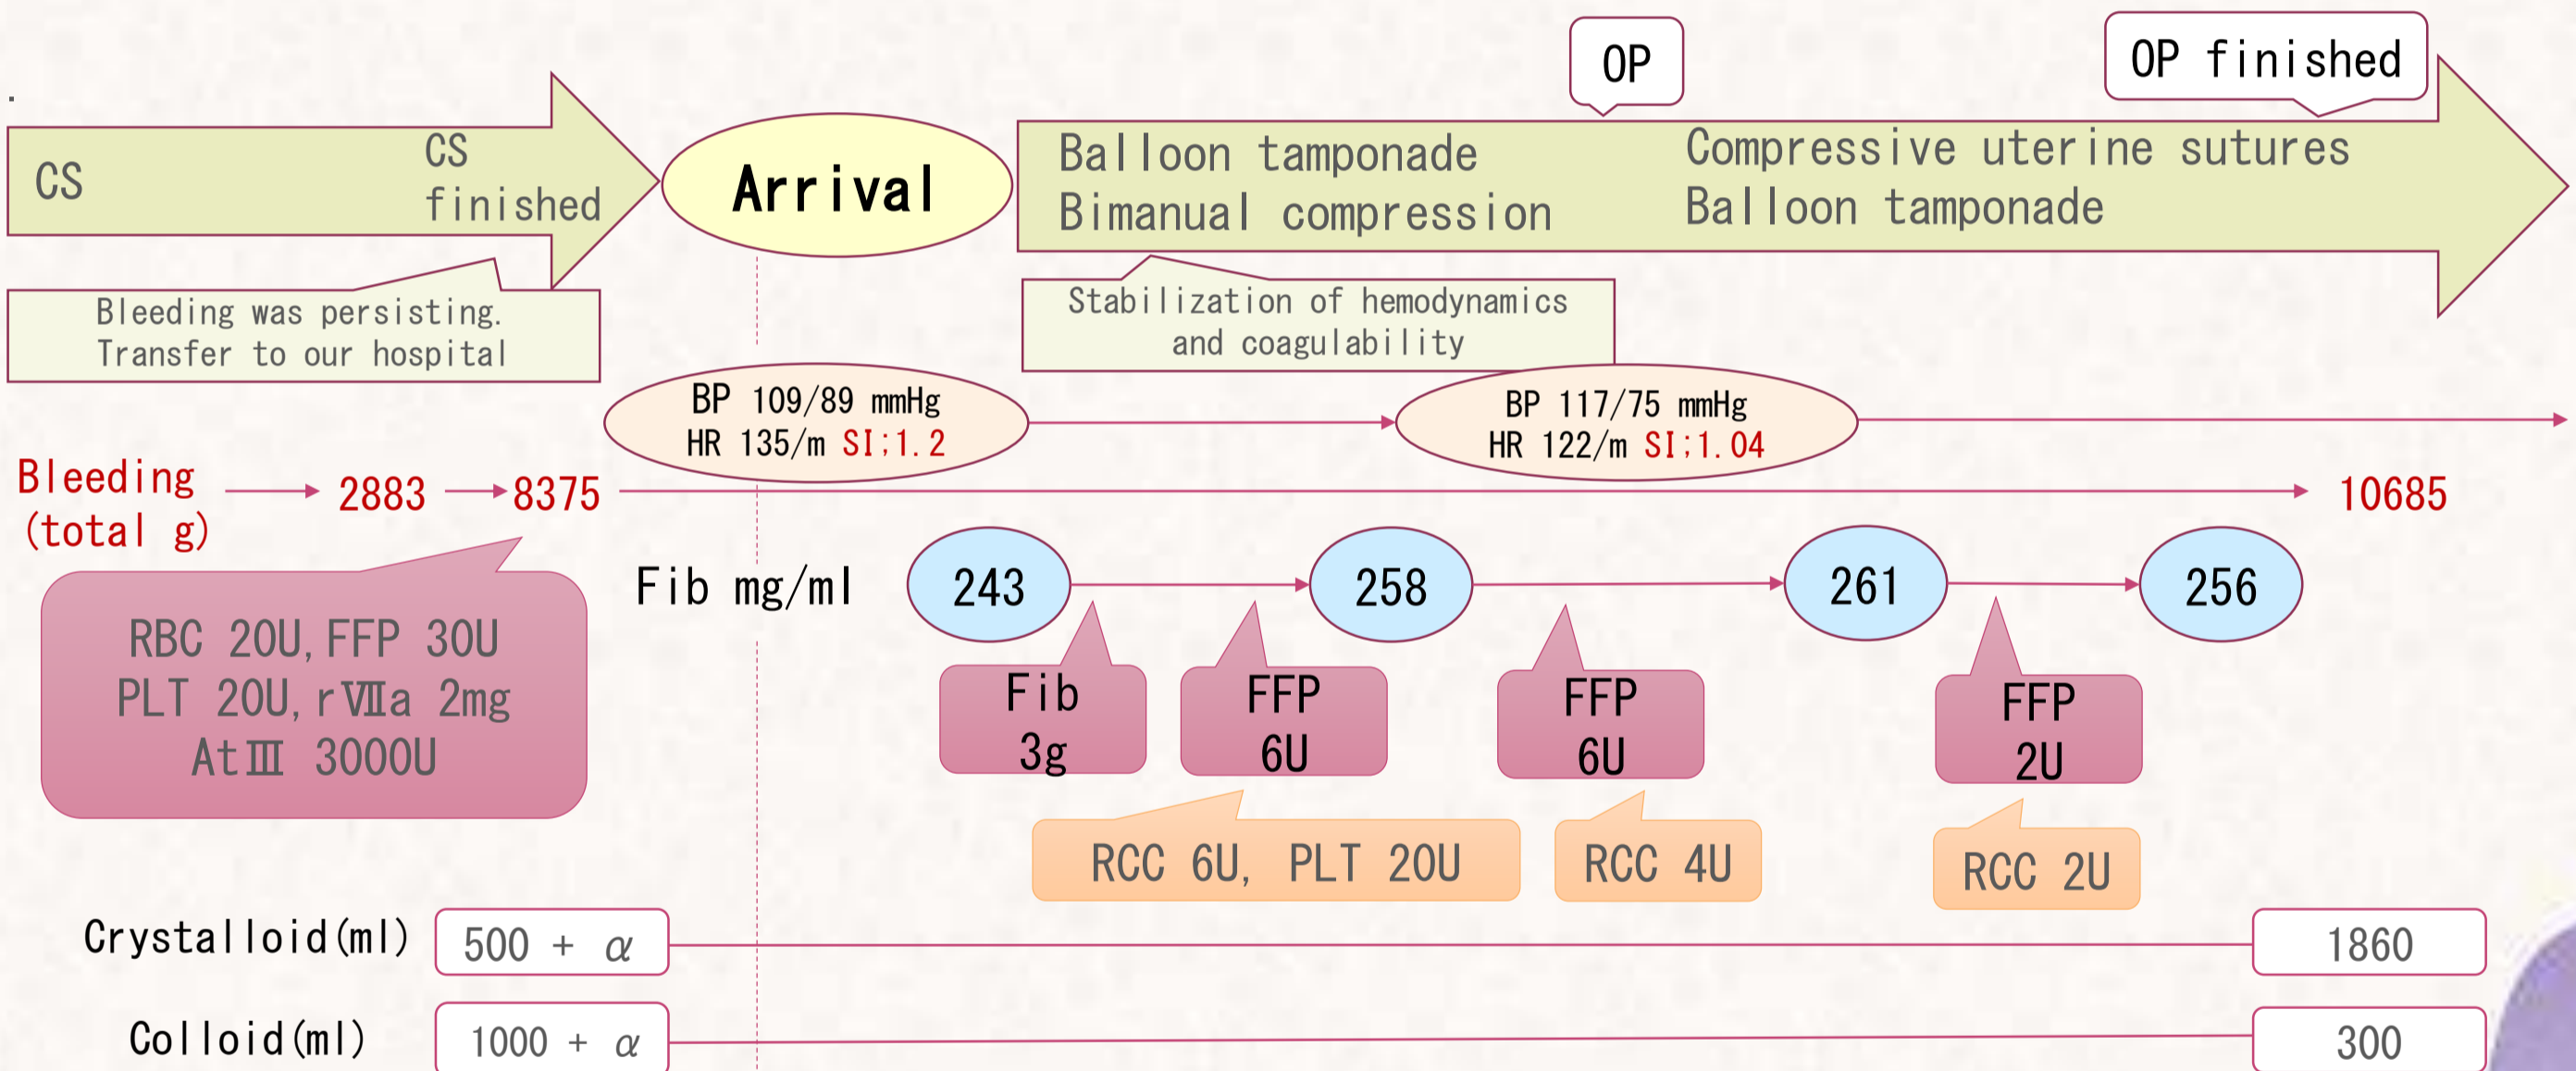 OP
OP finished
CS
CS
finished
Arrival
Balloon tamponade
Bimanual compression
Compressive uterine sutures
Balloon tamponade
Bleeding was persisting.
Transfer to our hospital
Stabilization of hemodynamics
and coagulability
BP 109/89 mmHg
HR 135/m SI;1.2
BP 117/75 mmHg
HR 122/m SI;1.04
Bleeding
(total g)
2883
8375
10685
Fib mg/ml
243
258
261
256
RBC 20U,FFP 30U
PLT 20U,rⅦa 2mg
AtⅢ 3000U
Fib
3g
FFP
6U
FFP
6U
FFP
2U
RCC 6U, PLT 20U
RCC 4U
RCC 2U
Crystalloid(ml)
500 + α
1860
Colloid(ml)
1000 + α
300